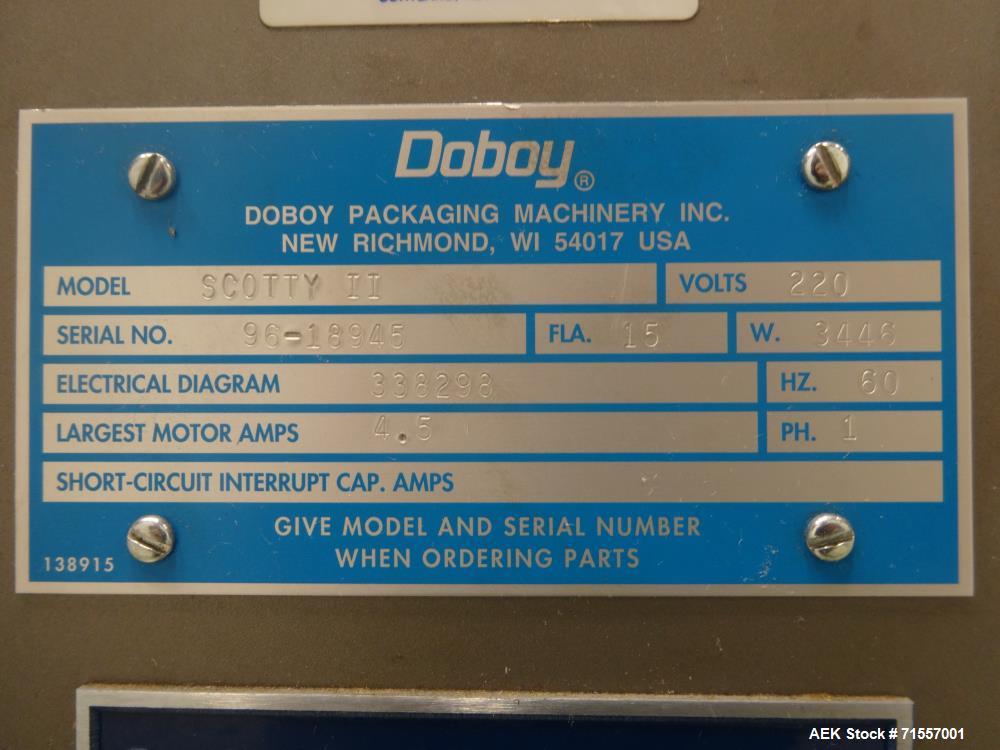 Doboy®
DOBOY PACKAGING MACHINERY INC.
NEW RICHMOND, WI 54017 USA
MODEL SCOTTY II VOLTS 220
SERIAL NO. 96-18945 FLA. 15 W. 3446
ELECTRICAL DIAGRAM 338298 HZ. 60
LARGEST MOTOR AMPS 4.5 PH. 1
SHORT-CIRCUIT INTERRUPT CAP. AMPS
GIVE MODEL AND SERIAL NUMBER
WHEN ORDERING PARTS
138915
AEK Stock # 71557001